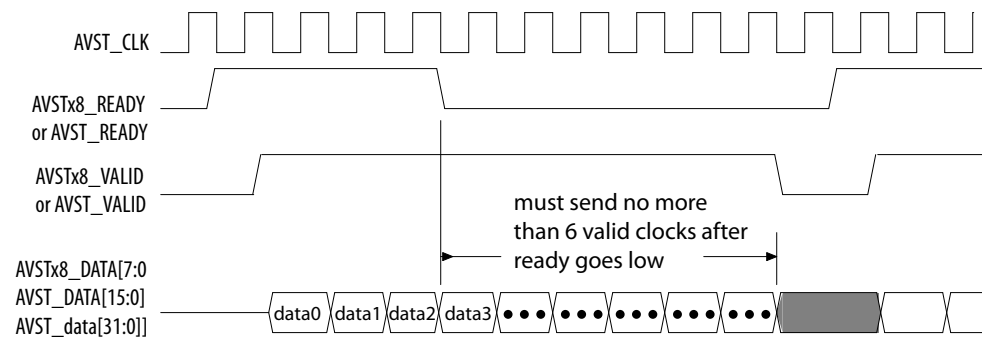 AVST_CLK
AVSTx8_READY
or AVST_READY
AVSTx8_VALID
or AVST_VALID
must send no more
than 6 valid clocks after
ready goes low
AVSTx8_DATA[7:0
AVST_DATA[15:0]
AVST_data[31:0]]
data0 data1 data2 data3